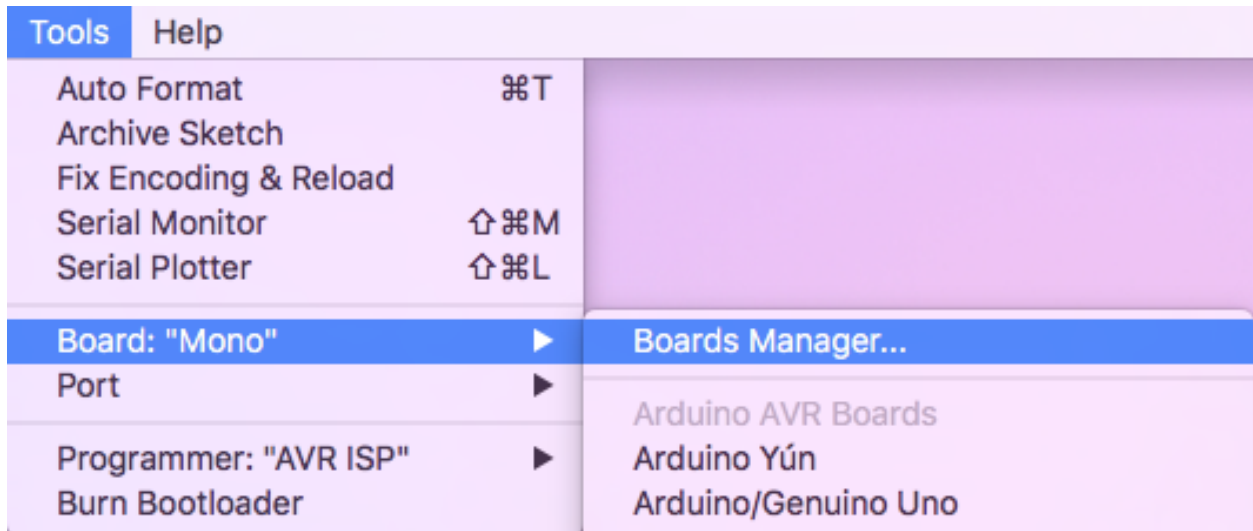 Tools Help
Auto Format ⌘T
Archive Sketch
Fix Encoding & Reload
Serial Monitor ⇧⌘M
Serial Plotter ⇧⌘L
Board: "Mono" ▶
Port ▶
Programmer: "AVR ISP" ▶
Burn Bootloader
Boards Manager...
Arduino AVR Boards
Arduino Yún
Arduino/Genuino Uno